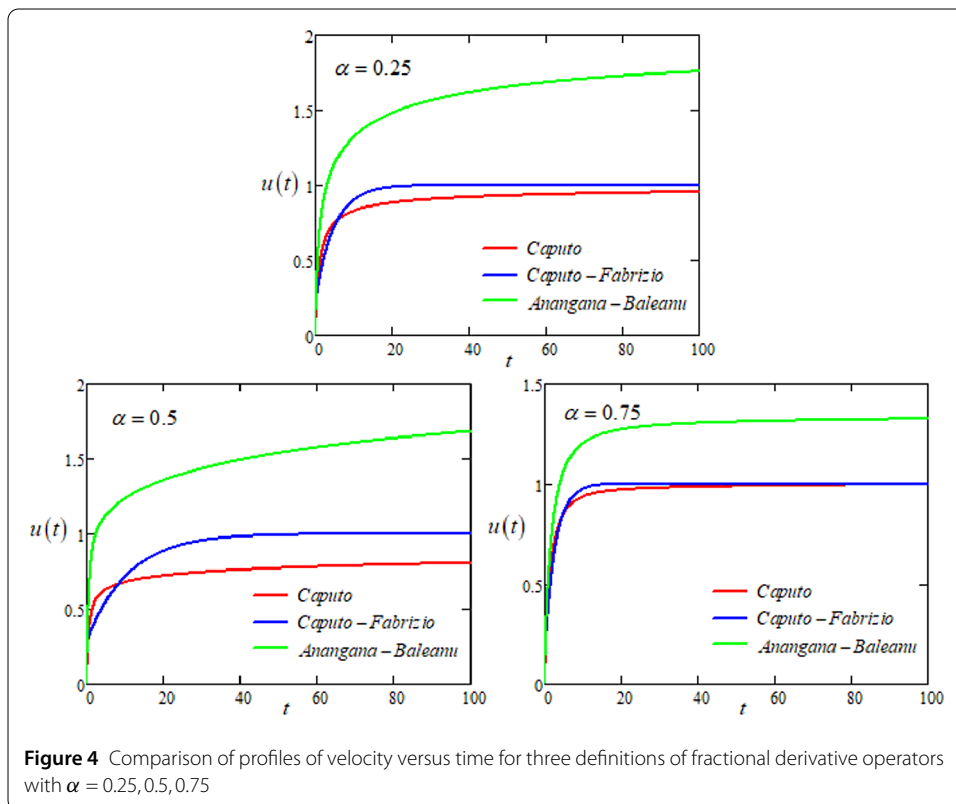 2
α = 0.25
1.5
u(t) 1
0.5
0
0 20 40 60 80 100
t
Caputo
Caputo – Fabrizio
Anangana – Baleanu
2
α = 0.5
1.5
u(t) 1
0.5
0
0 20 40 60 80 100
t
Caputo
Caputo – Fabrizio
Anangana – Baleanu
1.5
α = 0.75
1
u(t)
0.5
0
0 20 40 60 80 100
t
Caputo
Caputo – Fabrizio
Anangana – Baleanu
Figure 4 Comparison of profiles of velocity versus time for three definitions of fractional derivative operators
with α = 0.25, 0.5, 0.75